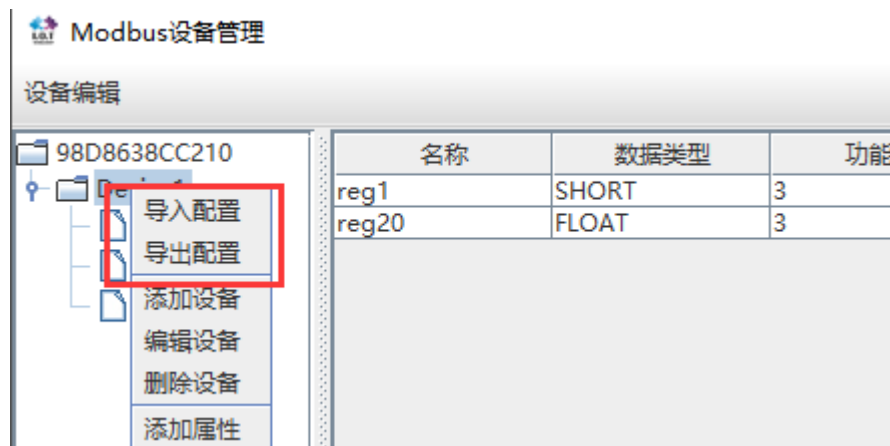 Modbus设备管理
设备编辑
98D8638CC210
名称 数据类型 功能
reg1 SHORT 3
reg20 FLOAT 3
导入配置
导出配置
添加设备
编辑设备
删除设备
添加属性